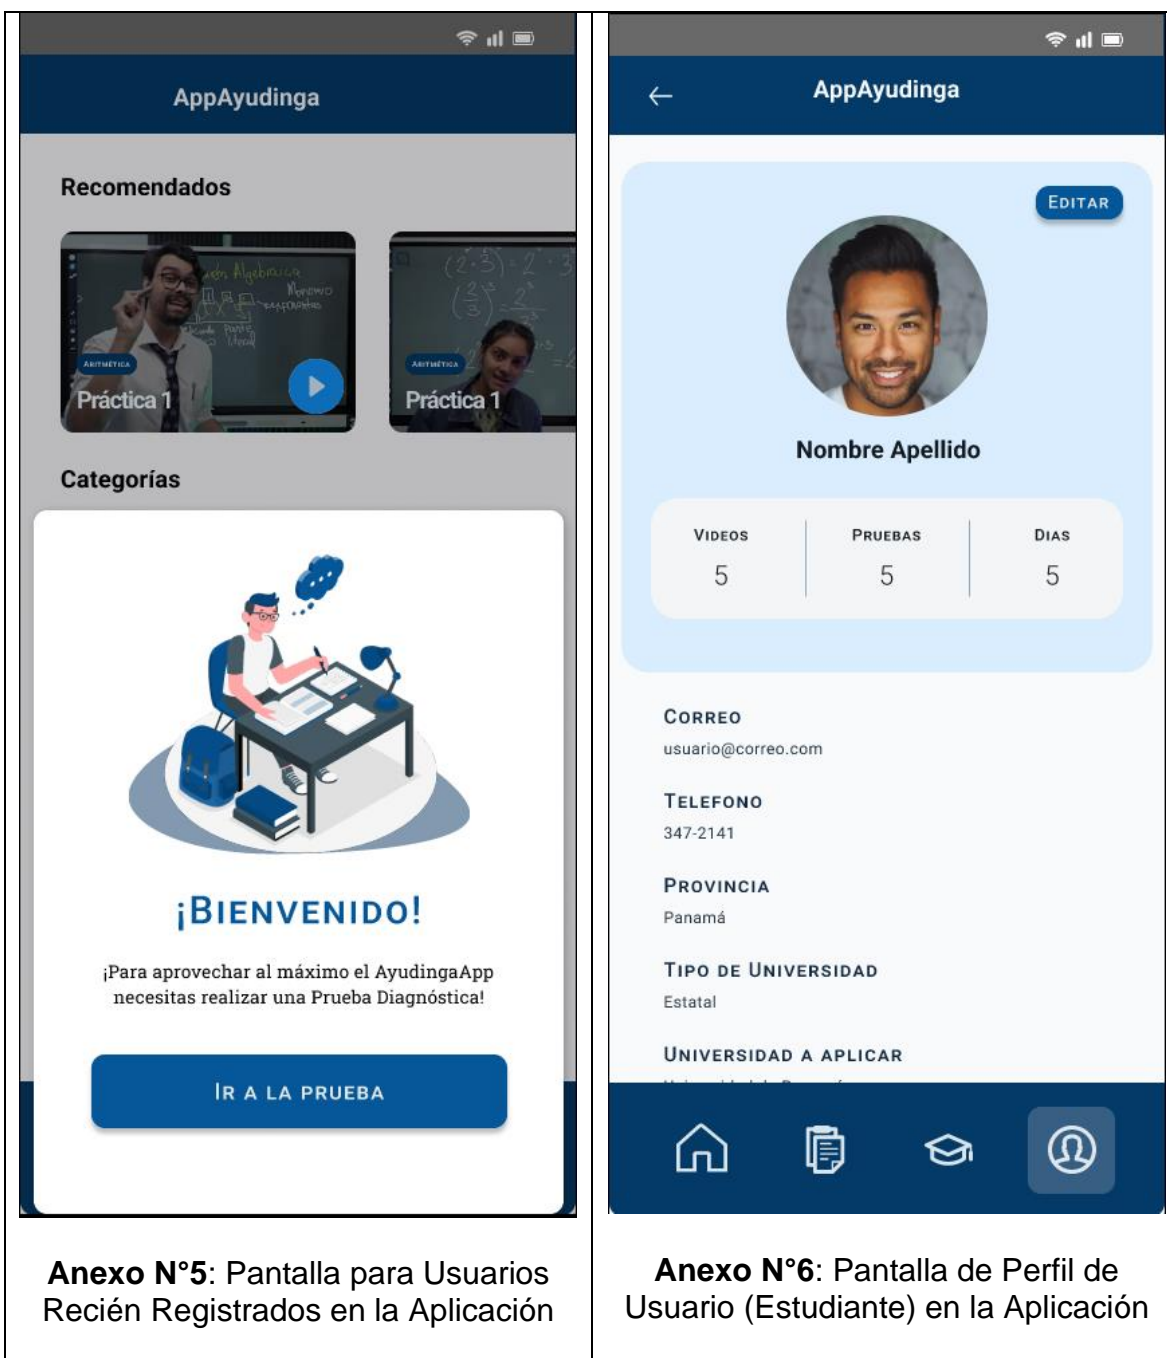 AppAyudinga
Recomendados
ARITMÉTICA
Práctica 1
ARITMÉTICA
Práctica 1
Categorías
¡BIENVENIDO!
¡Para aprovechar al máximo el AyudingaApp
necesitas realizar una Prueba Diagnóstica!
IR A LA PRUEBA
Anexo N°5: Pantalla para Usuarios
Recién Registrados en la Aplicación
AppAyudinga
EDITAR
Nombre Apellido
VIDEOS PRUEBAS DIAS
5 5 5
CORREO
usuario@correo.com
TELEFONO
347-2141
PROVINCIA
Panamá
TIPO DE UNIVERSIDAD
Estatal
UNIVERSIDAD A APLICAR
Anexo N°6: Pantalla de Perfil de
Usuario (Estudiante) en la Aplicación